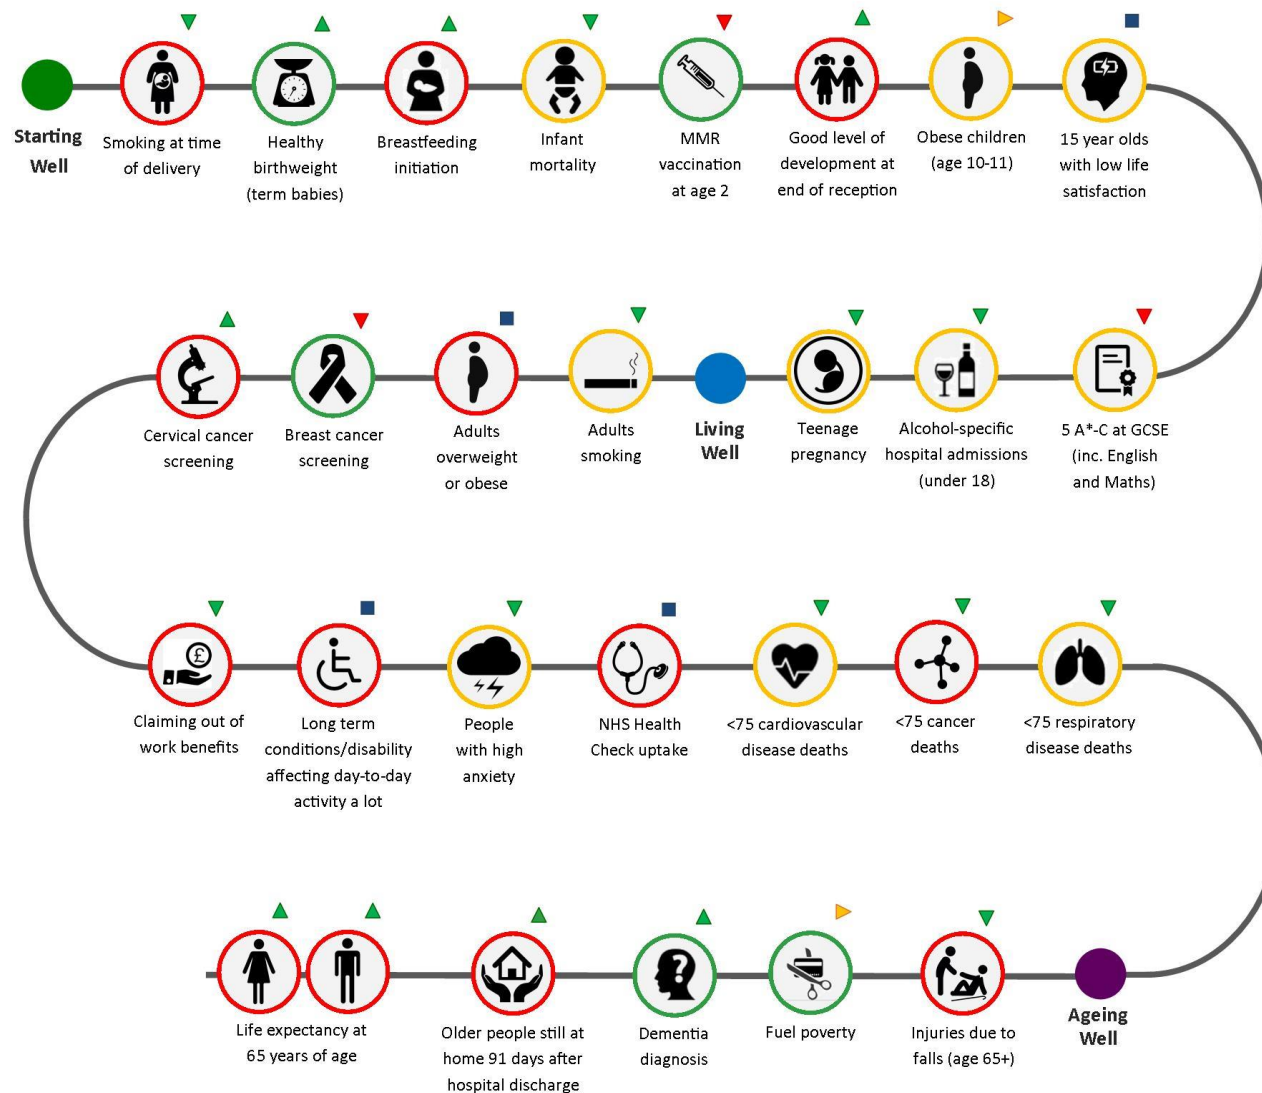 Starting
Well
Smoking at time
of delivery
Healthy
birthweight
(term babies)
Breastfeeding
initiation
Infant
mortality
MMR
vaccination
at age 2
Good level of
development at
end of reception
Obese children
(age 10-11)
15 year olds
with low life
satisfaction
Cervical cancer
screening
Breast cancer
screening
Adults
overweight
or obese
Adults
smoking
Living
Well
Teenage
pregnancy
Alcohol-specific
hospital admissions
(under 18)
5 A*-C at GCSE
(inc. English
and Maths)
£
Claiming out of
work benefits
Long term
conditions/disability
affecting day-to-day
activity a lot
People
with high
anxiety
NHS Health
Check uptake
<75 cardiovascular
disease deaths
<75 cancer
deaths
<75 respiratory
disease deaths
Life expectancy at
65 years of age
Older people still at
home 91 days after
hospital discharge
?
Dementia
diagnosis
Fuel poverty
Injuries due to
falls (age 65+)
Ageing
Well